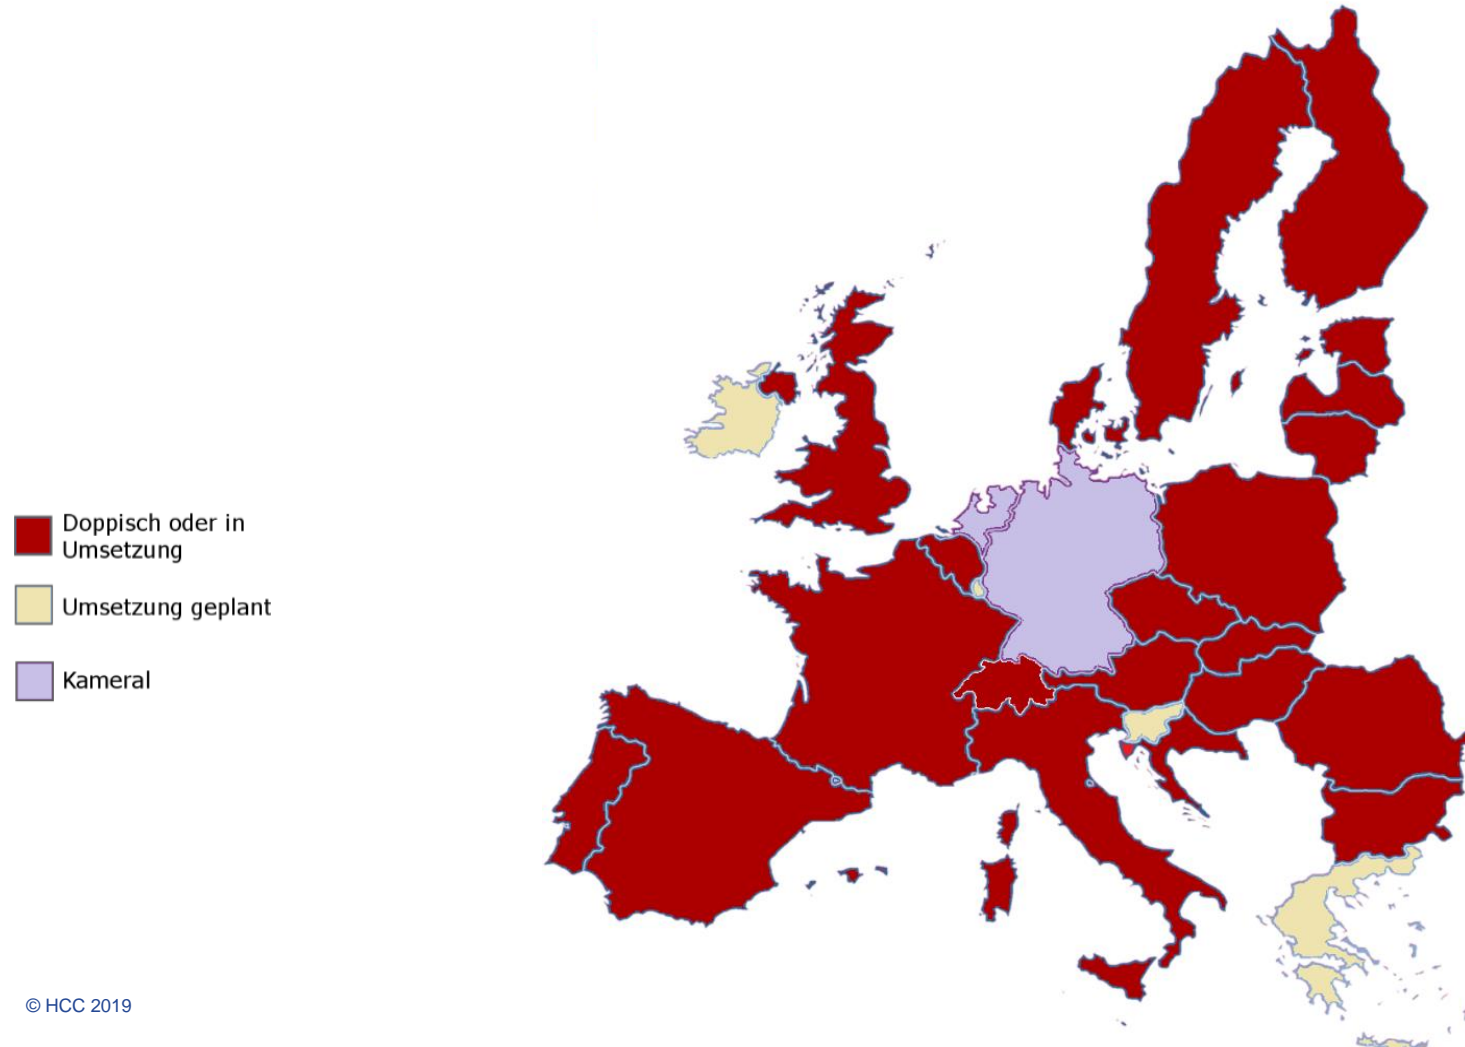 Doppisch oder in
Umsetzung
Umsetzung geplant
Kameral
© HCC 2019